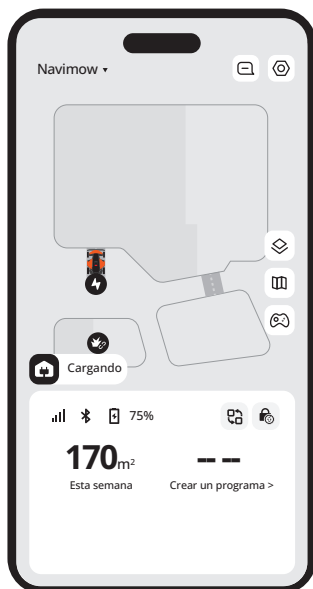 Navimow
Cargando
75%
170m²
-- --
Esta semana
Crear un programa >